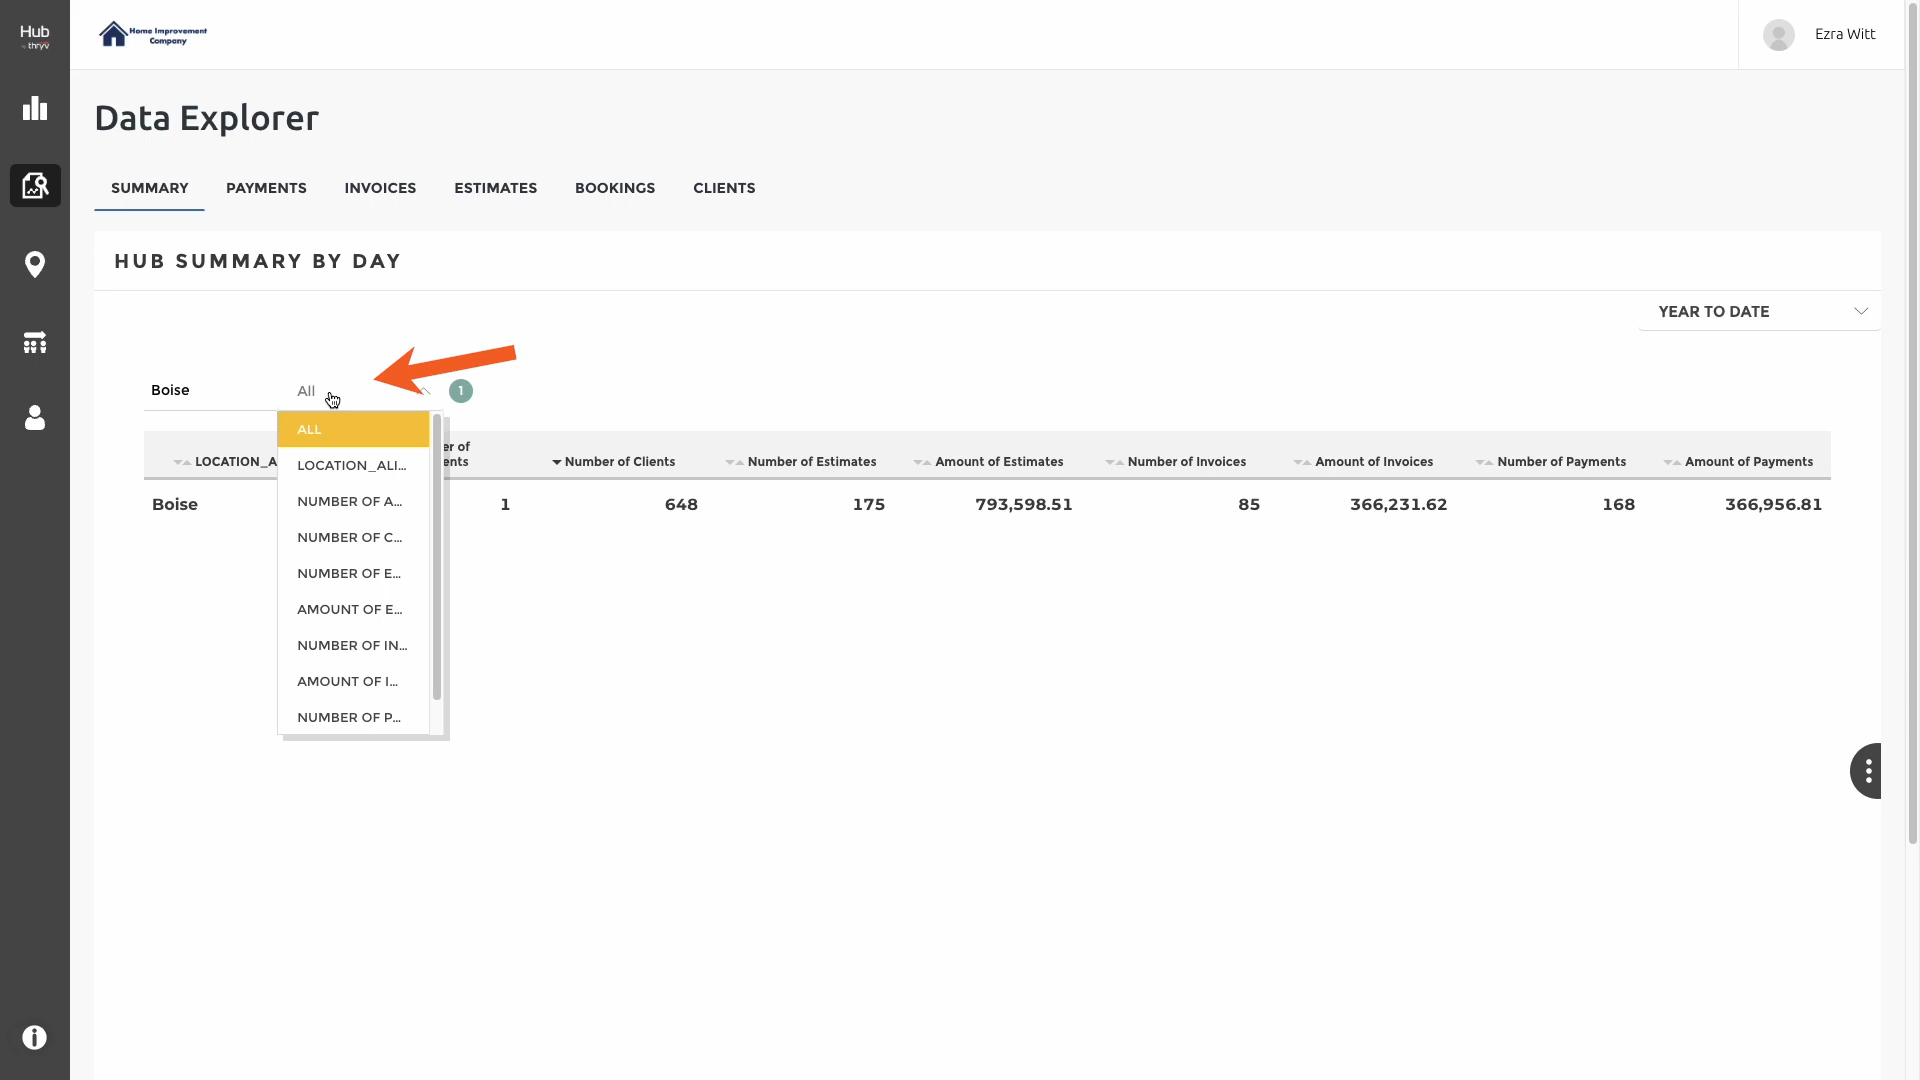 Hub
by thryv
Home Improvement
Company
Ezra Witt
Data Explorer
SUMMARY PAYMENTS INVOICES ESTIMATES BOOKINGS CLIENTS
HUB SUMMARY BY DAY
YEAR TO DATE
Boise All 1
ALL
LOCATION_ALI...
NUMBER OF A...
NUMBER OF C...
NUMBER OF E...
AMOUNT OF E...
NUMBER OF IN...
AMOUNT OF I...
NUMBER OF P...
LOCATION_A er of
ents Number of Clients Number of Estimates Amount of Estimates Number of Invoices Amount of Invoices Number of Payments Amount of Payments
Boise 1 648 175 793,598.51 85 366,231.62 168 366,956.81